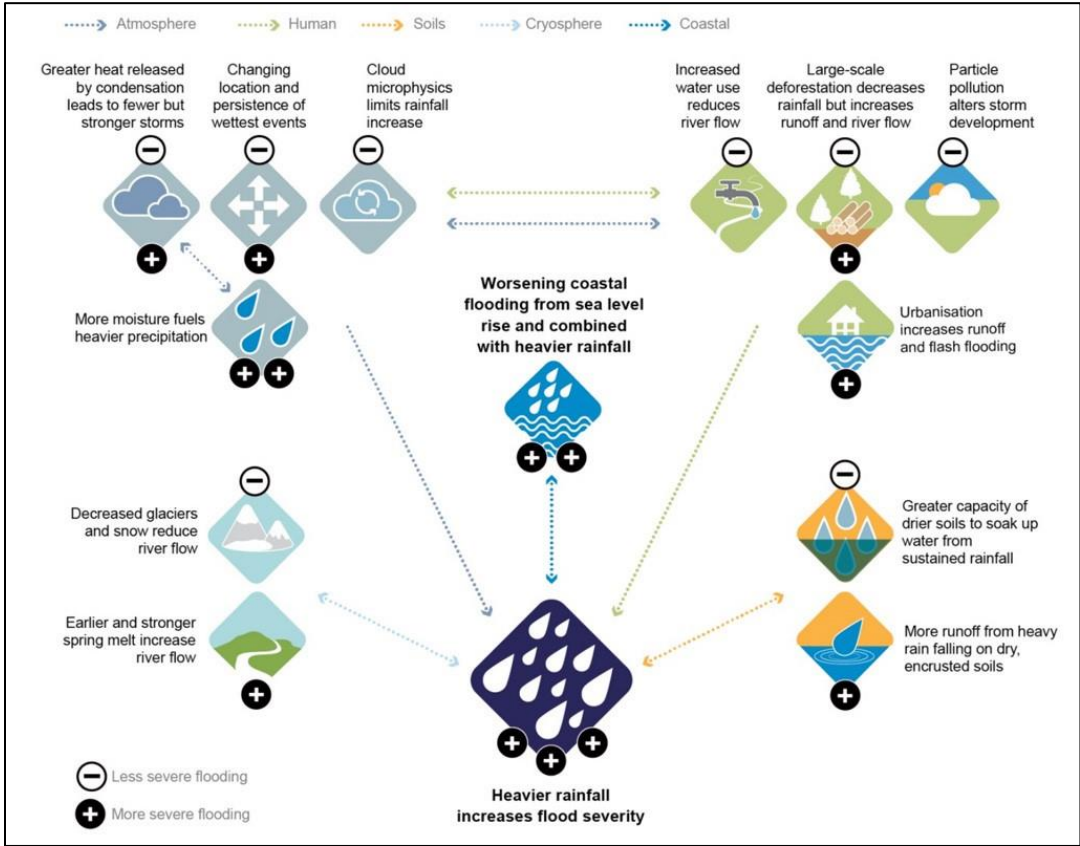 Atmosphere
Human
Soils
Cryosphere
Coastal
Greater heat released
by condensation
leads to fewer but
stronger storms
Changing
location and
persistence of
wettest events
Cloud
microphysics
limits rainfall
increase
Increased
water use
reduces
river flow
Large-scale
deforestation decreases
rainfall but increases
runoff and river flow
Particle
pollution
alters storm
development
More moisture fuels
heavier precipitation
Worsening coastal
flooding from sea level
rise and combined
with heavier rainfall
Urbanisation
increases runoff
and flash flooding
Decreased glaciers
and snow reduce
river flow
Greater capacity of
drier soils to soak up
water from
sustained rainfall
Earlier and stronger
spring melt increase
river flow
More runoff from heavy
rain falling on dry,
encrusted soils
Less severe flooding
More severe flooding
Heavier rainfall
increases flood severity